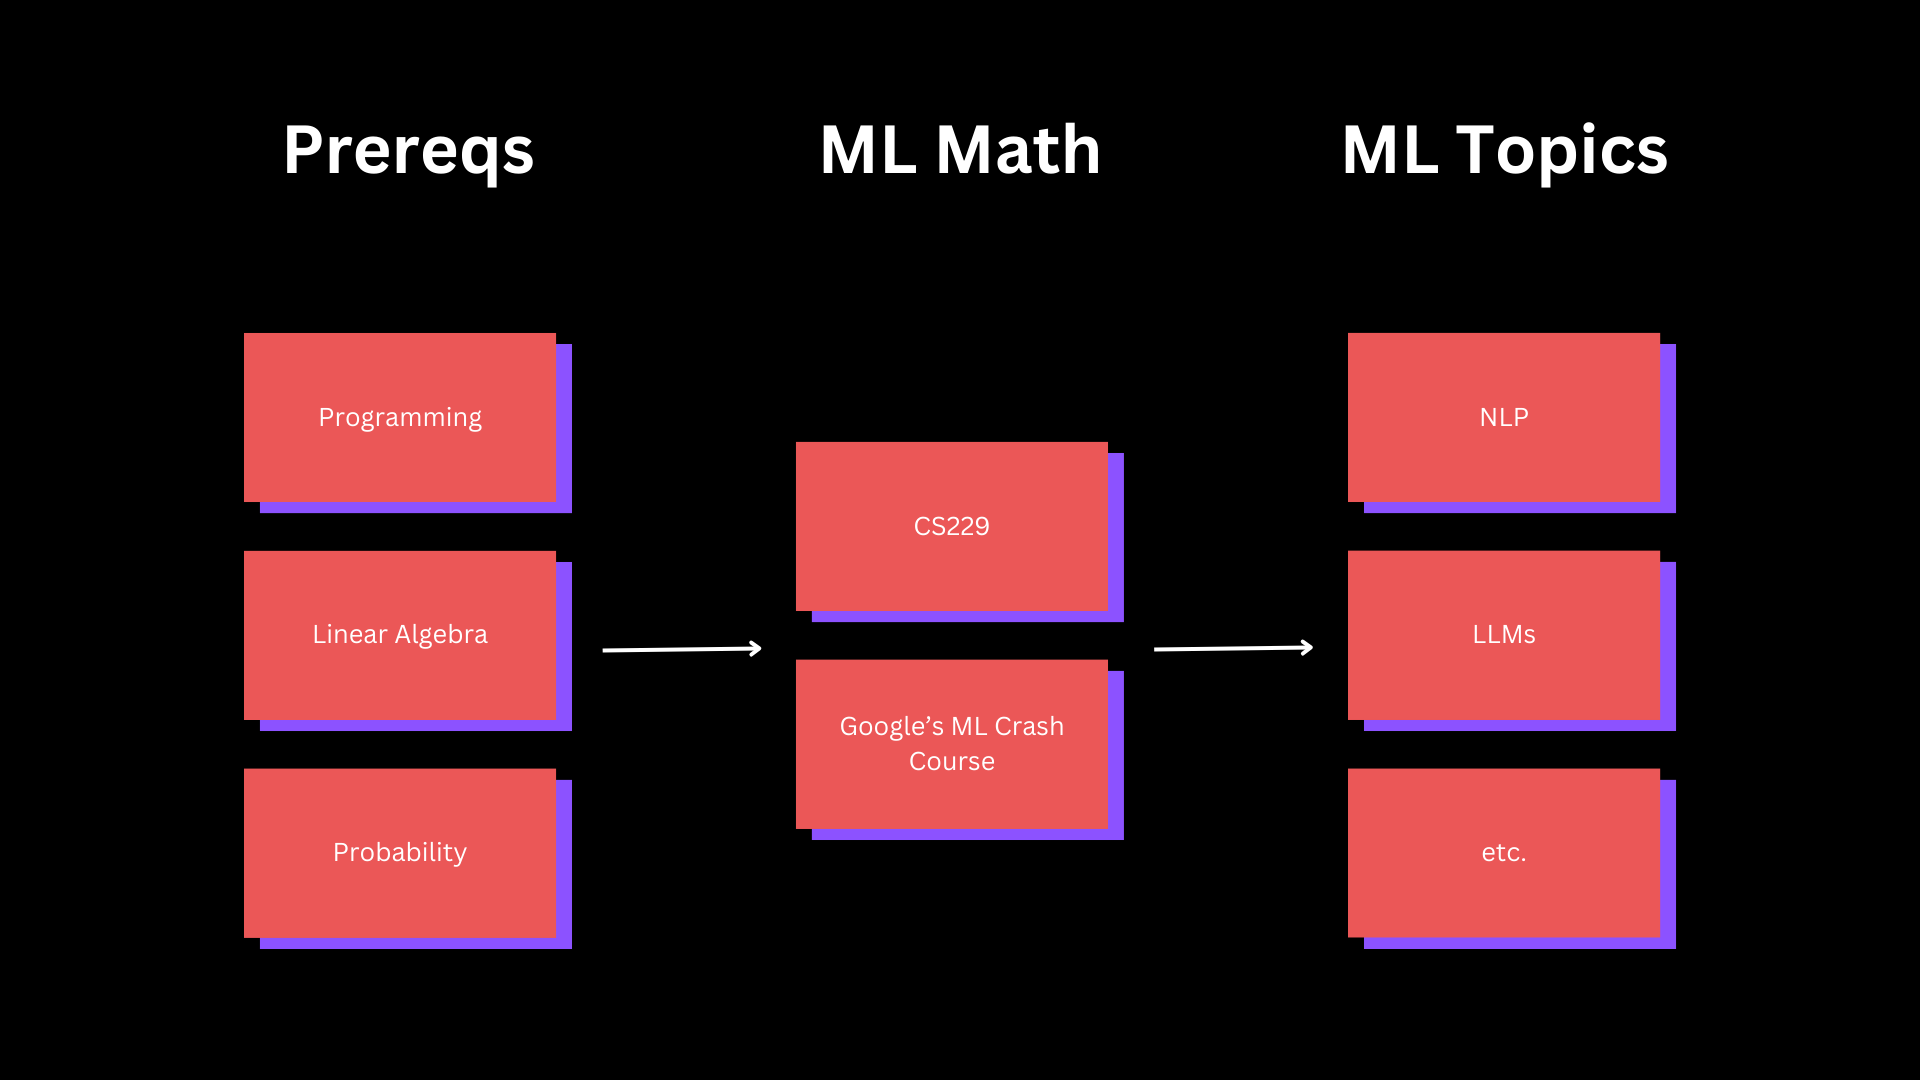 Prereqs
ML Math
ML Topics
Programming
Linear Algebra
Probability
CS229
Google’s ML Crash
Course
NLP
LLMs
etc.